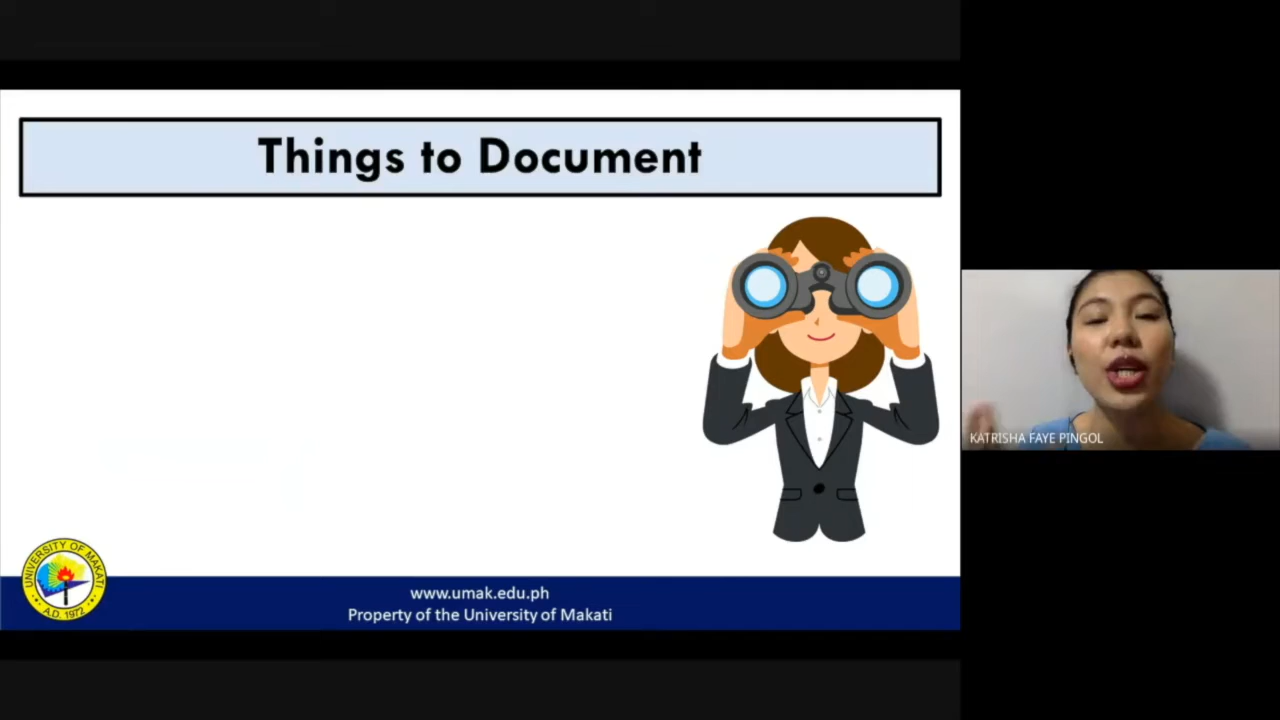 Things to Document
UNIVERSITY OF MAKATI
A.D. 1972
www.umak.edu.ph
Property of the University of Makati
KATRISHA FAYE PINGOL